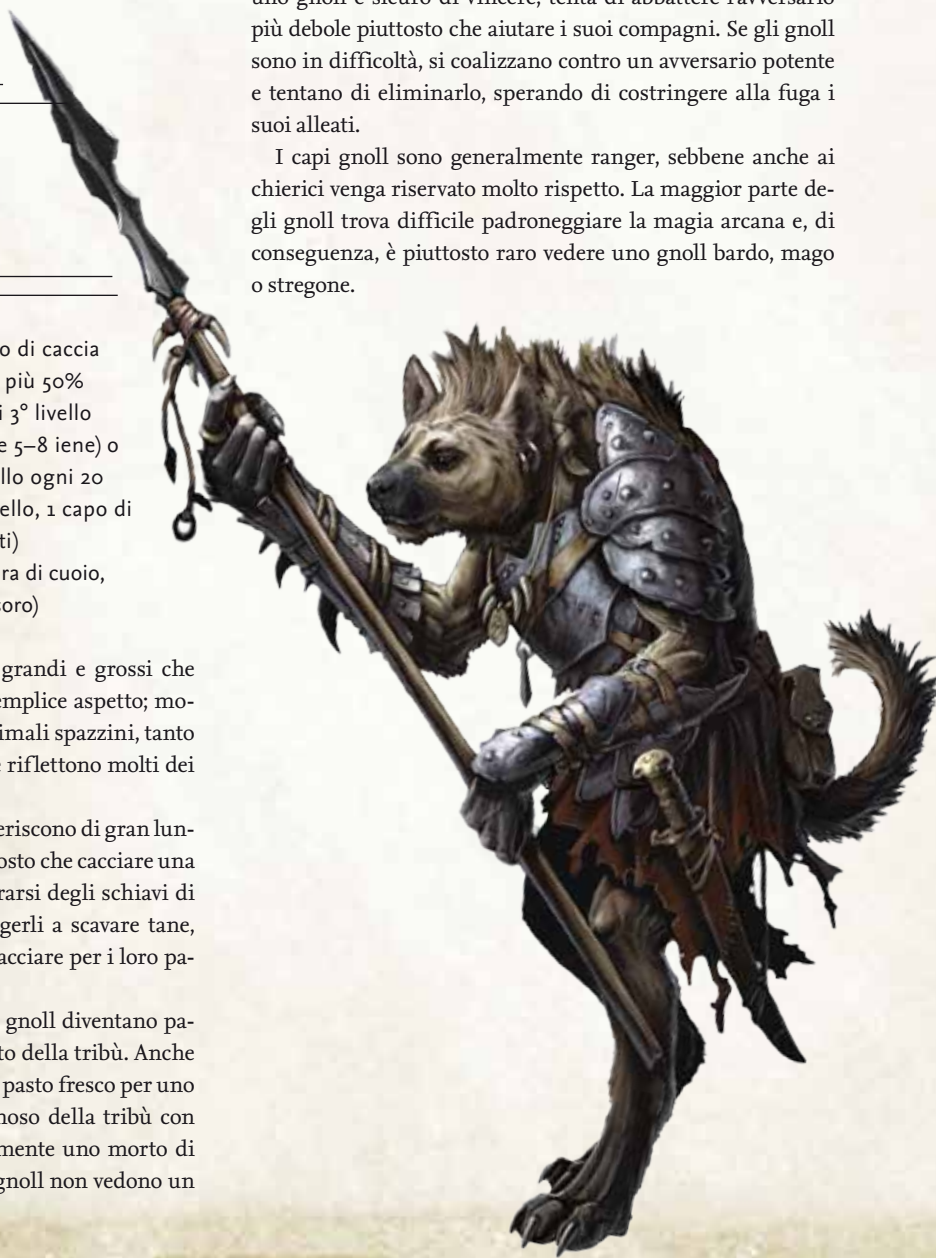 o di caccia
più 50%
i 3° livello
e 5–8 iene) o
llo ogni 20
ello, 1 capo di
ti)
ra di cuoio,
soro)
grandi e grossi che
emplice aspetto; mo-
imali spazzini, tanto
e riflettono molti dei
eriscono di gran lun-
osto che cacciare una
rarsi degli schiavi di
gerli a scavare tane,
acciare per i loro pa-
gnoll diventano pa-
to della tribù. Anche
pasto fresco per uno
noso della tribù con
mente uno morto di
gnoll non vedono un
uno gnoll è sicuro di vincere, tenta di abbattere l'avversario
più debole piuttosto che aiutare i suoi compagni. Se gli gnoll
sono in difficoltà, si coalizzano contro un avversario potente
e tentano di eliminarlo, sperando di costringere alla fuga i
suoi alleati.
I capi gnoll sono generalmente ranger, sebbene anche ai
chierici venga riservato molto rispetto. La maggior parte de-
gli gnoll trova difficile padroneggiare la magia arcana e, di
conseguenza, è piuttosto raro vedere uno gnoll bardo, mago
o stregone.